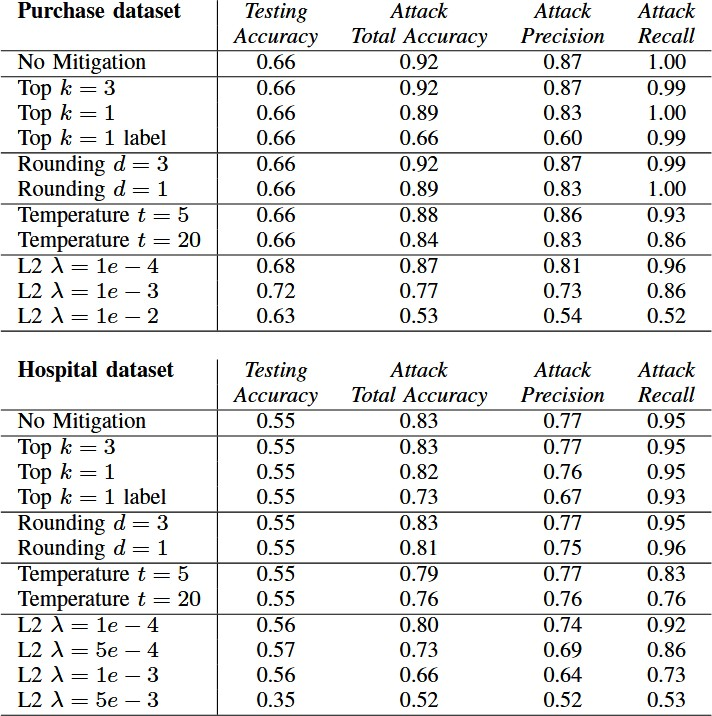 Purchase dataset Testing Attack Attack Attack
Accuracy Total Accuracy Precision Recall
No Mitigation 0.66 0.92 0.87 1.00
Top k = 3 0.66 0.92 0.87 0.99
Top k = 1 0.66 0.89 0.83 1.00
Top k = 1 label 0.66 0.66 0.60 0.99
Rounding d = 3 0.66 0.92 0.87 0.99
Rounding d = 1 0.66 0.89 0.83 1.00
Temperature t = 5 0.66 0.88 0.86 0.93
Temperature t = 20 0.66 0.84 0.83 0.86
L2 λ = 1e − 4 0.68 0.87 0.81 0.96
L2 λ = 1e − 3 0.72 0.77 0.73 0.86
L2 λ = 1e − 2 0.63 0.53 0.54 0.52
Hospital dataset Testing Attack Attack Attack
Accuracy Total Accuracy Precision Recall
No Mitigation 0.55 0.83 0.77 0.95
Top k = 3 0.55 0.83 0.77 0.95
Top k = 1 0.55 0.82 0.76 0.95
Top k = 1 label 0.55 0.73 0.67 0.93
Rounding d = 3 0.55 0.83 0.77 0.95
Rounding d = 1 0.55 0.81 0.75 0.96
Temperature t = 5 0.55 0.79 0.77 0.83
Temperature t = 20 0.55 0.76 0.76 0.76
L2 λ = 1e − 4 0.56 0.80 0.74 0.92
L2 λ = 5e − 4 0.57 0.73 0.69 0.86
L2 λ = 1e − 3 0.56 0.66 0.64 0.73
L2 λ = 5e − 3 0.35 0.52 0.52 0.53